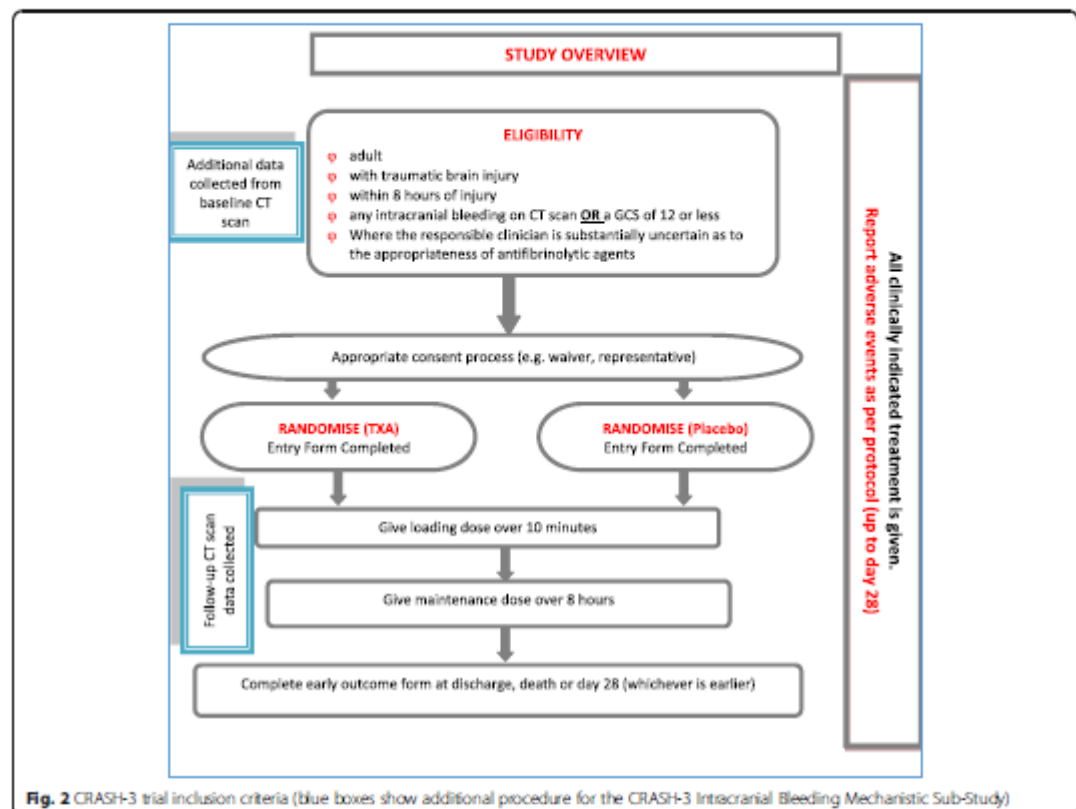 STUDY OVERVIEW
ELIGIBILITY
φ adult
φ with traumatic brain injury
φ within 8 hours of injury
φ any intracranial bleeding on CT scan OR a GCS of 12 or less
φ Where the responsible clinician is substantially uncertain as to
the appropriateness of antifibrinolytic agents
Additional data
collected from
baseline CT
scan
Appropriate consent process (e.g. waiver, representative)
RANDOMISE (TXA)
Entry Form Completed
RANDOMISE (Placebo)
Entry Form Completed
Follow-up CT scan
data collected
Give loading dose over 10 minutes
Give maintenance dose over 8 hours
Complete early outcome form at discharge, death or day 28 (whichever is earlier)
All clinically indicated treatment is given.
Report adverse events as per protocol (up to day 28)
Fig. 2 CRASH-3 trial inclusion criteria (blue boxes show additional procedure for the CRASH-3 Intracranial Bleeding Mechanistic Sub-Study)